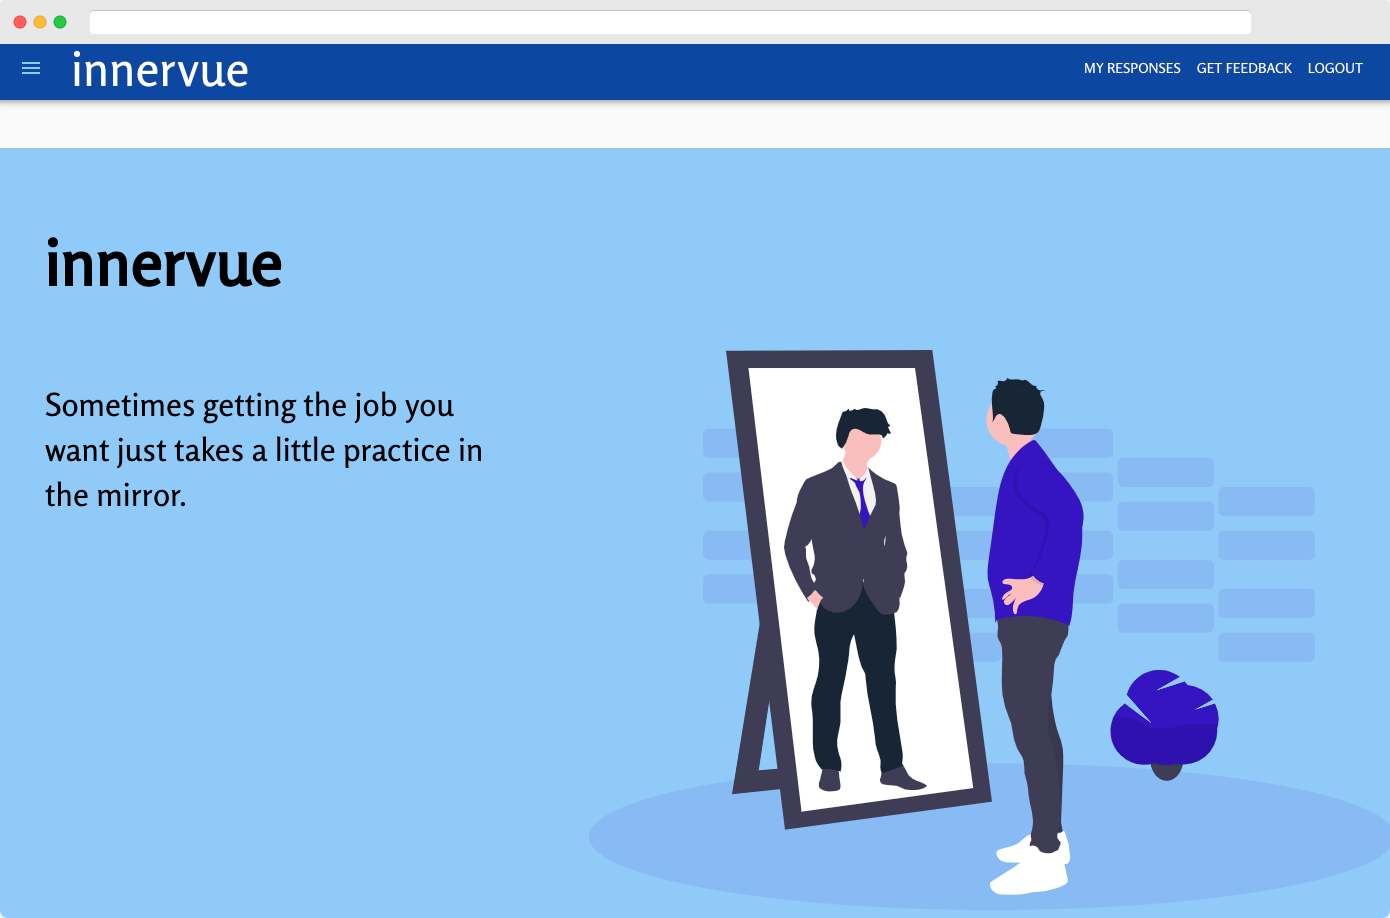 innervue
MY RESPONSES GET FEEDBACK LOGOUT
innervue
Sometimes getting the job you
want just takes a little practice in
the mirror.